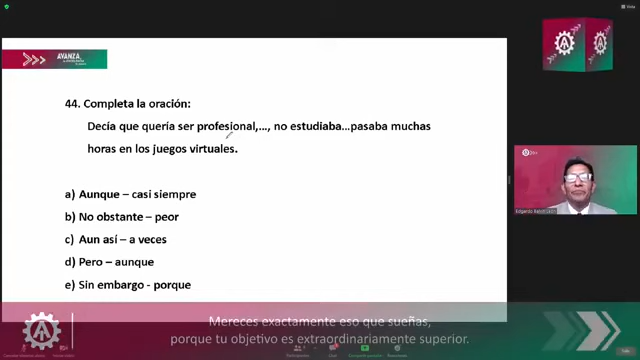 Vista
AVANZA
44. Completa la oración:
Decía que quería ser profesional,..., no estudiaba...pasaba muchas
horas en los juegos virtuales.
a) Aunque – casi siempre
b) No obstante – peor
c) Aun así – a veces
d) Pero – aunque
e) Sin embargo - porque
Mereces exactamente eso que sueñas,
porque tu objetivo es extraordinariamente superior.